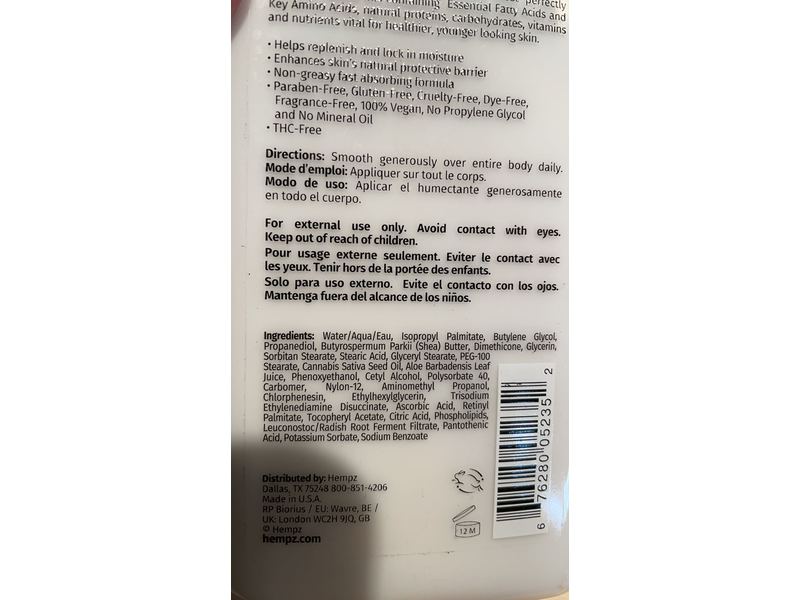 containing Essential Fatty Acids and
Key Amino Acids, natural proteins, carbohydrates, vitamins
and nutrients vital for healthier, younger looking skin.
• Helps replenish and lock in moisture
• Enhances skin's natural protective barrier
• Non-greasy fast absorbing formula
• Paraben-Free, Gluten-Free, Cruelty-Free, Dye-Free,
Fragrance-Free, 100% Vegan, No Propylene Glycol
and No Mineral Oil
• THC-Free
Directions: Smooth generously over entire body daily.
Mode d'emploi: Appliquer sur tout le corps.
Modo de uso: Aplicar el humectante generosamente
en todo el cuerpo.
For external use only. Avoid contact with eyes.
Keep out of reach of children.
Pour usage externe seulement. Eviter le contact avec
les yeux. Tenir hors de la portée des enfants.
Solo para uso externo. Evite el contacto con los ojos.
Mantenga fuera del alcance de los niños.
Ingredients: Water/Aqua/Eau, Isopropyl Palmitate, Butylene Glycol,
Propanediol, Butyrospermum Parkii (Shea) Butter, Dimethicone, Glycerin,
Sorbitan Stearate, Stearic Acid, Glyceryl Stearate, PEG-100
Stearate, Cannabis Sativa Seed Oil, Aloe Barbadensis Leaf
Juice, Phenoxyethanol, Cetyl Alcohol, Polysorbate 40,
Carbomer, Nylon-12, Aminomethyl Propanol,
Chlorphenesin, Ethylhexylglycerin, Trisodium
Ethylenediamine Disuccinate, Ascorbic Acid, Retinyl
Palmitate, Tocopheryl Acetate, Citric Acid, Phospholipids,
Leuconostoc/Radish Root Ferment Filtrate, Pantothenic
Acid, Potassium Sorbate, Sodium Benzoate
Distributed by: Hempz
Dallas, TX 75248 800-851-4206
Made in U.S.A.
RP Biorius / EU: Wavre, BE /
UK: London WC2H 9JQ, GB
© Hempz
hempz.com
12 M
6 76280 05235 2